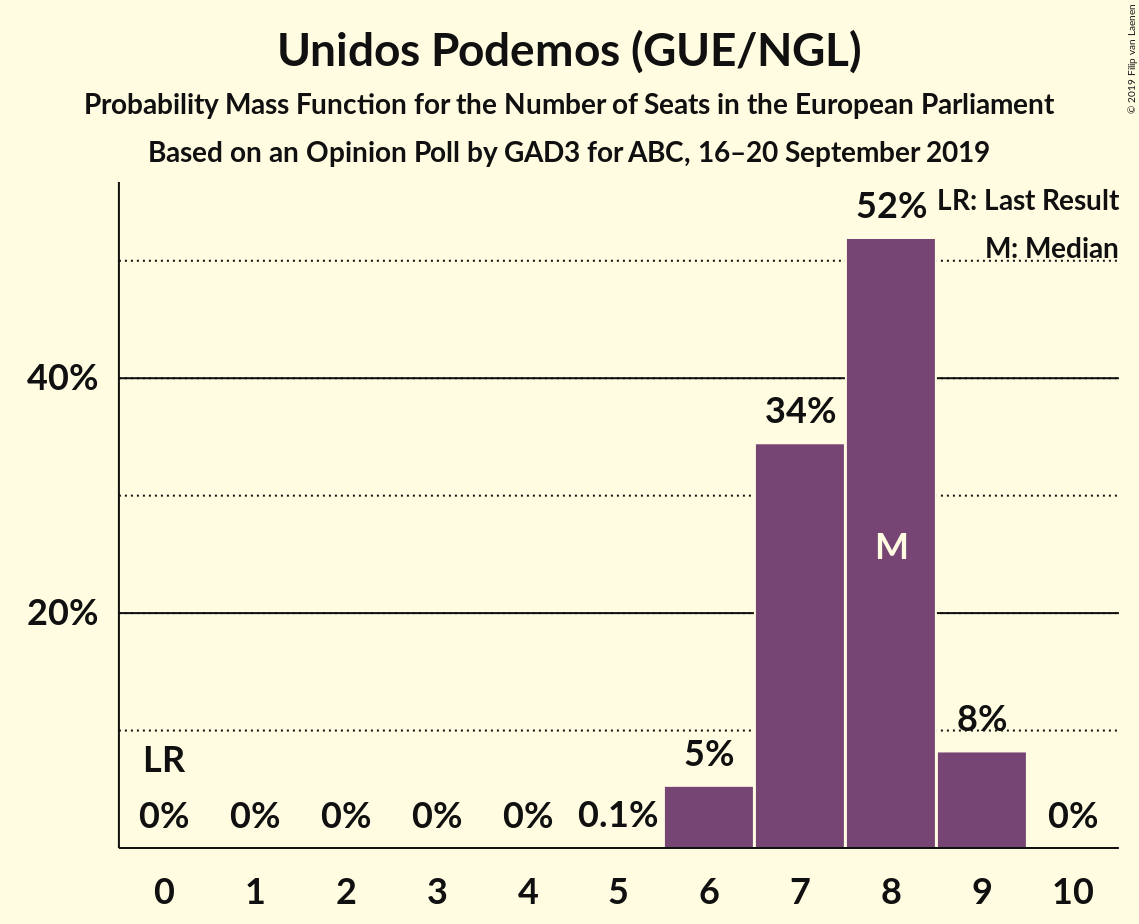 Unidos Podemos (GUE/NGL)
Probability Mass Function for the Number of Seats in the European Parliament
Based on an Opinion Poll by GAD3 for ABC, 16–20 September 2019
© 2019 Filip van Laenen
LR: Last Result
M: Median
52%
40%
34%
M
20%
8%
5%
LR
0% 0% 0% 0% 0% 0.1% 0%
0 1 2 3 4 5 6 7 8 9 10